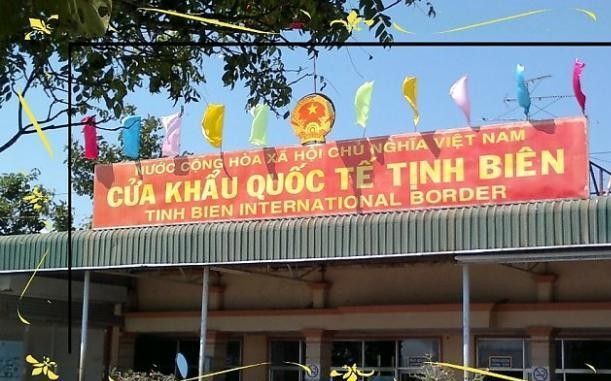 NƯỚC CỘNG HÒA XÃ HỘI CHỦ NGHĨA VIỆT NAM
CỬA KHẨU QUỐC TẾ TỊNH BIÊN
TINH BIEN INTERNATIONAL BORDER